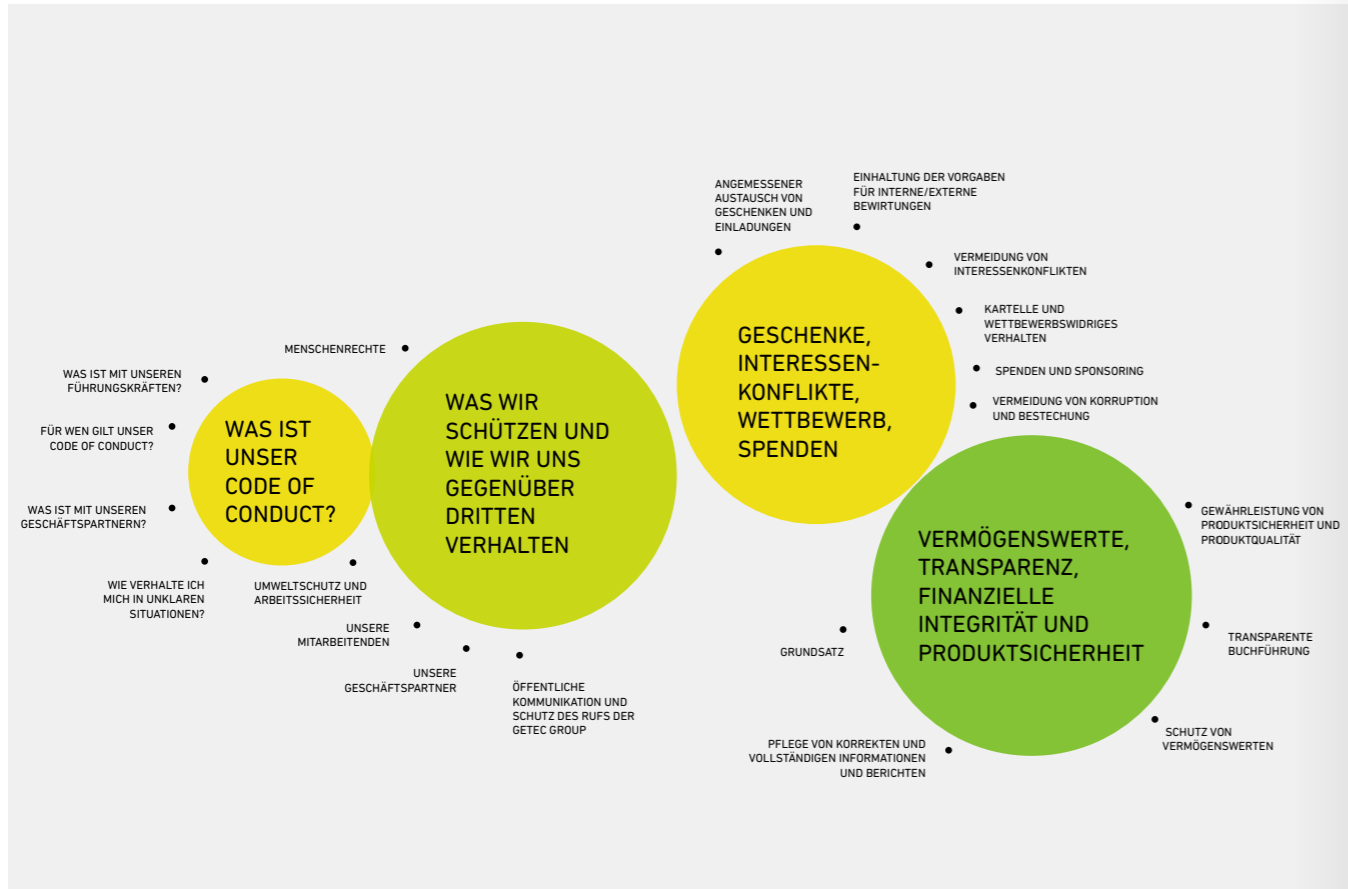 WAS IST MIT UNSEREN
FÜHRUNGSKRÄFTEN?
FÜR WEN GILT UNSER
CODE OF CONDUCT?
WAS IST MIT UNSEREN
GESCHÄFTSPARTNERN?
WIE VERHALTE ICH
MICH IN UNKLAREN
SITUATIONEN?
WAS IST
UNSER
CODE OF
CONDUCT?
MENSCHENRECHTE
UMWELTSCHUTZ UND
ARBEITSSICHERHEIT
UNSERE
MITARBEITENDEN
UNSERE
GESCHÄFTSPARTNER
ÖFFENTLICHE
KOMMUNIKATION UND
SCHUTZ DES RUFS DER
GETEC GROUP
WAS WIR
SCHÜTZEN UND
WIE WIR UNS
GEGENÜBER
DRITTEN
VERHALTEN
ANGEMESSENER
AUSTAUSCH VON
GESCHENKEN UND
EINLADUNGEN
EINHALTUNG DER VORGABEN
FÜR INTERNE/EXTERNE
BEWIRTUNGEN
VERMEIDUNG VON
INTERESSENKONFLIKTEN
KARTELLE UND
WETTBEWERBSWIDRIGES
VERHALTEN
SPENDEN UND SPONSORING
VERMEIDUNG VON KORRUPTION
UND BESTECHUNG
GESCHENKE,
INTERESSEN-
KONFLIKTE,
WETTBEWERB,
SPENDEN
VERMÖGENSWERTE,
TRANSPARENZ,
FINANZIELLE
INTEGRITÄT UND
PRODUKTSICHERHEIT
GEWÄHRLEISTUNG VON
PRODUKTSICHERHEIT UND
PRODUKTQUALITÄT
TRANSPARENTE
BUCHFÜHRUNG
SCHUTZ VON
VERMÖGENSWERTEN
GRUNDSATZ
PFLEGE VON KORREKTEN UND
VOLLSTÄNDIGEN INFORMATIONEN
UND BERICHTEN